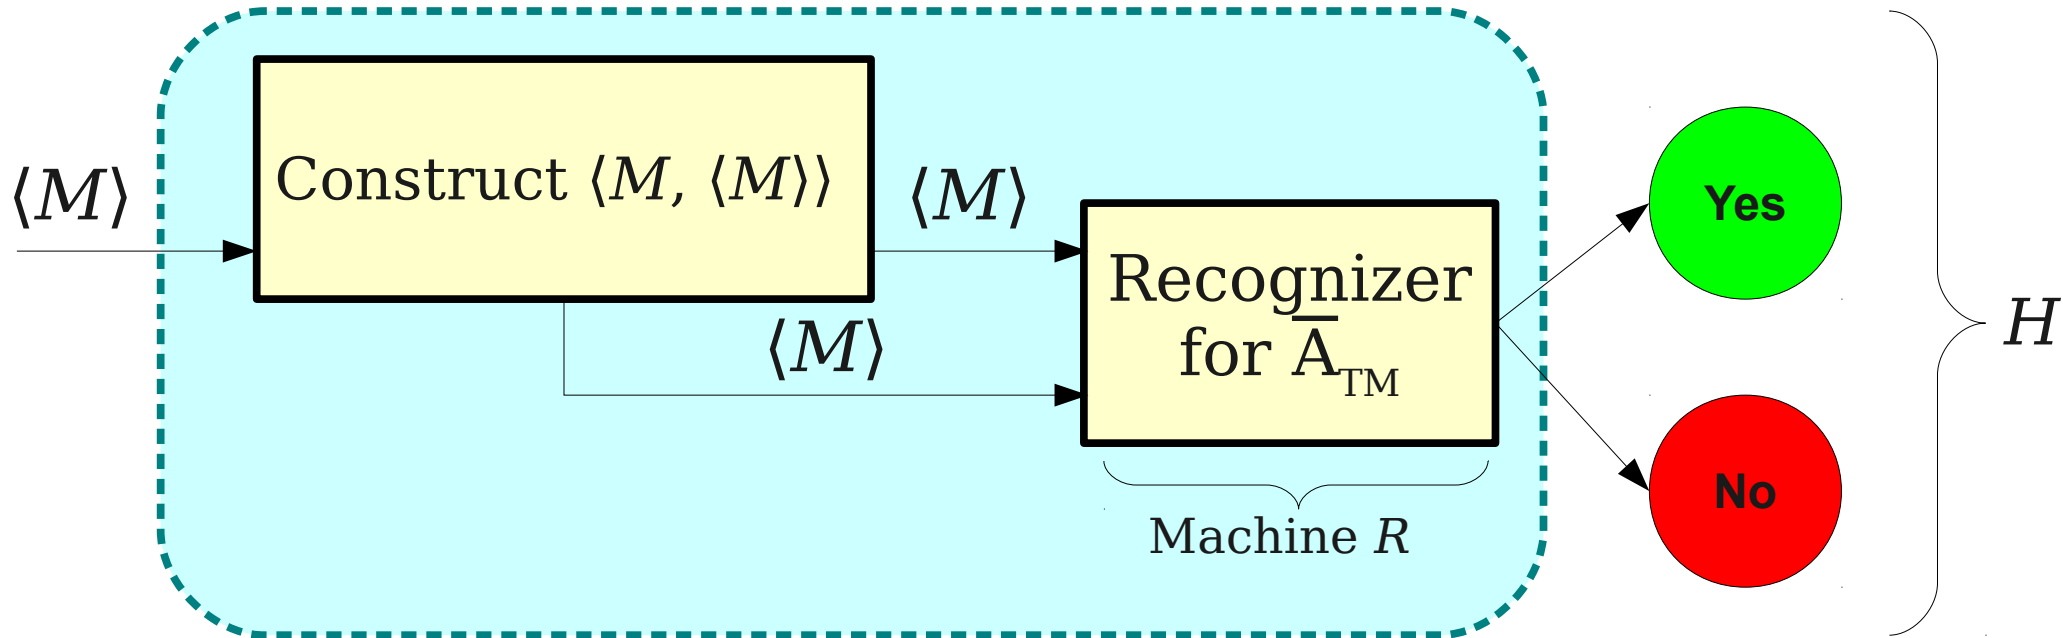 ⟨M⟩
Construct ⟨M, ⟨M⟩⟩
⟨M⟩
⟨M⟩
Recognizer
for A̅TM
Machine R
Yes
No
H